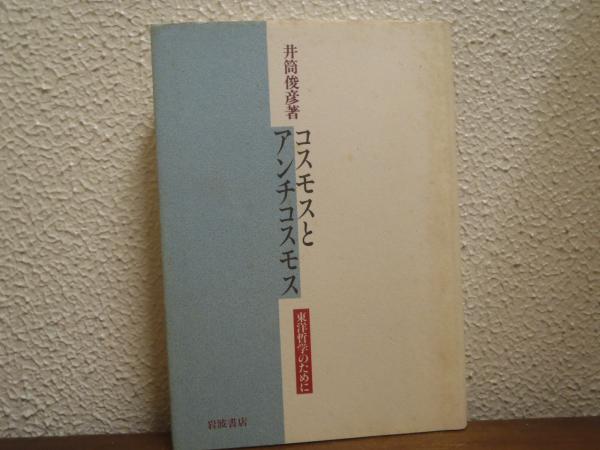 井筒俊彦著
コスモスと
アンチコスモス
東洋哲学のために
岩波書店